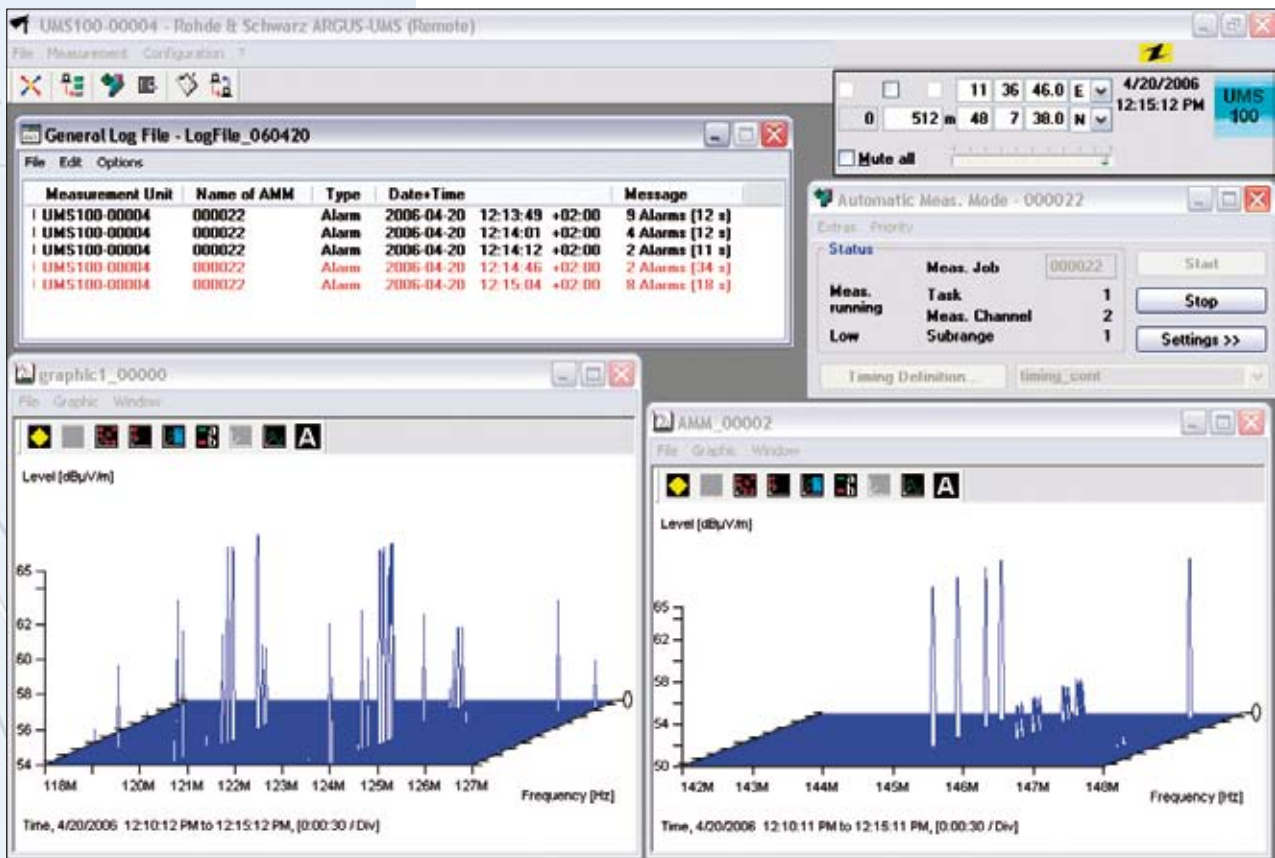 UMS100-00004 - Rohde & Schwarz ARGUS-UMS (Remote)
File Measurement Configuration ?
11 36 46.0 E
4/20/2006
12:15:12 PM
UMS 100
0 512 m 48 7 38.0 N
Mute all
General Log File - LogFile_060420
File Edit Options
Measurement Unit Name of AMM Type Date+Time Message
UMS100-00004 000022 Alarm 2006-04-20 12:13:49 +02:00 9 Alarms [12 s]
UMS100-00004 000022 Alarm 2006-04-20 12:14:01 +02:00 4 Alarms [12 s]
UMS100-00004 000022 Alarm 2006-04-20 12:14:12 +02:00 2 Alarms [11 s]
UMS100-00004 000022 Alarm 2006-04-20 12:14:46 +02:00 2 Alarms [34 s]
UMS100-00004 000022 Alarm 2006-04-20 12:15:04 +02:00 8 Alarms [18 s]
Automatic Meas. Mode - 000022
Extras Priority
Status
Meas. Job 000022 Start
Meas. running Task 1 Stop
Meas. Channel 2
Low Subrange 1 Settings >>
Timing Definition... timing_cont
graphic1_00000
File Graphic Window
A
Level [dBµV/m]
65
62
60
58
56
54
0
118M 120M 121M 122M 123M 124M 125M 126M 127M
Frequency [Hz]
Time, 4/20/2006 12:10:12 PM to 12:15:12 PM, [0:00:30 / Div]
AMM_00002
File Graphic Window
A
Level [dBµV/m]
65
62
58
54
50
0
142M 143M 144M 145M 146M 147M 148M
Frequency [Hz]
Time, 4/20/2006 12:10:11 PM to 12:15:11 PM, [0:00:30 / Div]